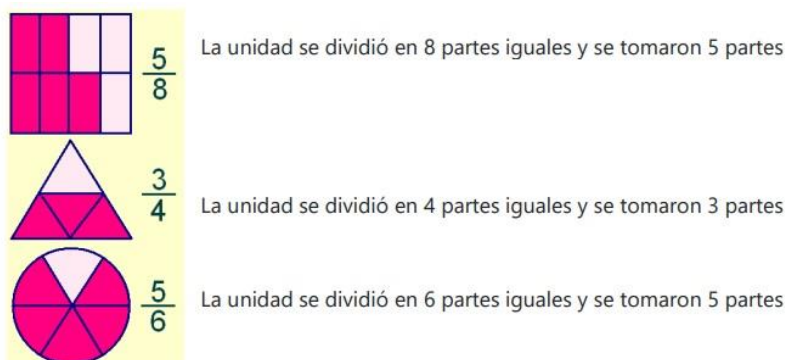 5/8 La unidad se dividió en 8 partes iguales y se tomaron 5 partes
3/4 La unidad se dividió en 4 partes iguales y se tomaron 3 partes
5/6 La unidad se dividió en 6 partes iguales y se tomaron 5 partes